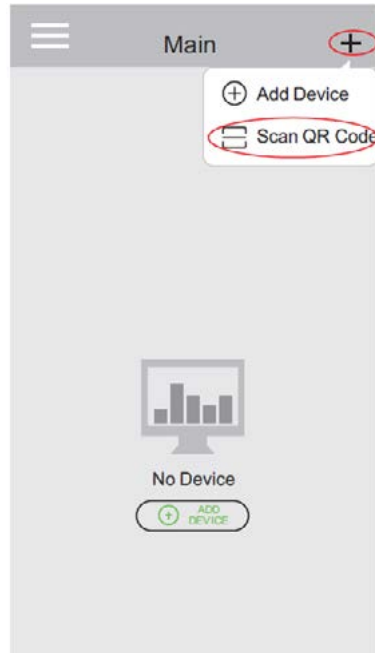 Main
Add Device
Scan QR Code
No Device
ADD
DEVICE